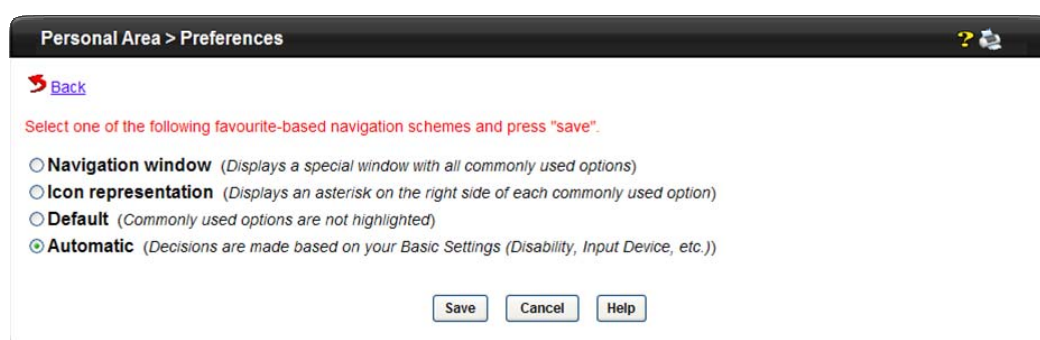 Personal Area > Preferences
?
Back
Select one of the following favourite-based navigation schemes and press "save".
Navigation window (Displays a special window with all commonly used options)
Icon representation (Displays an asterisk on the right side of each commonly used option)
Default (Commonly used options are not highlighted)
Automatic (Decisions are made based on your Basic Settings (Disability, Input Device, etc.))
Save Cancel Help